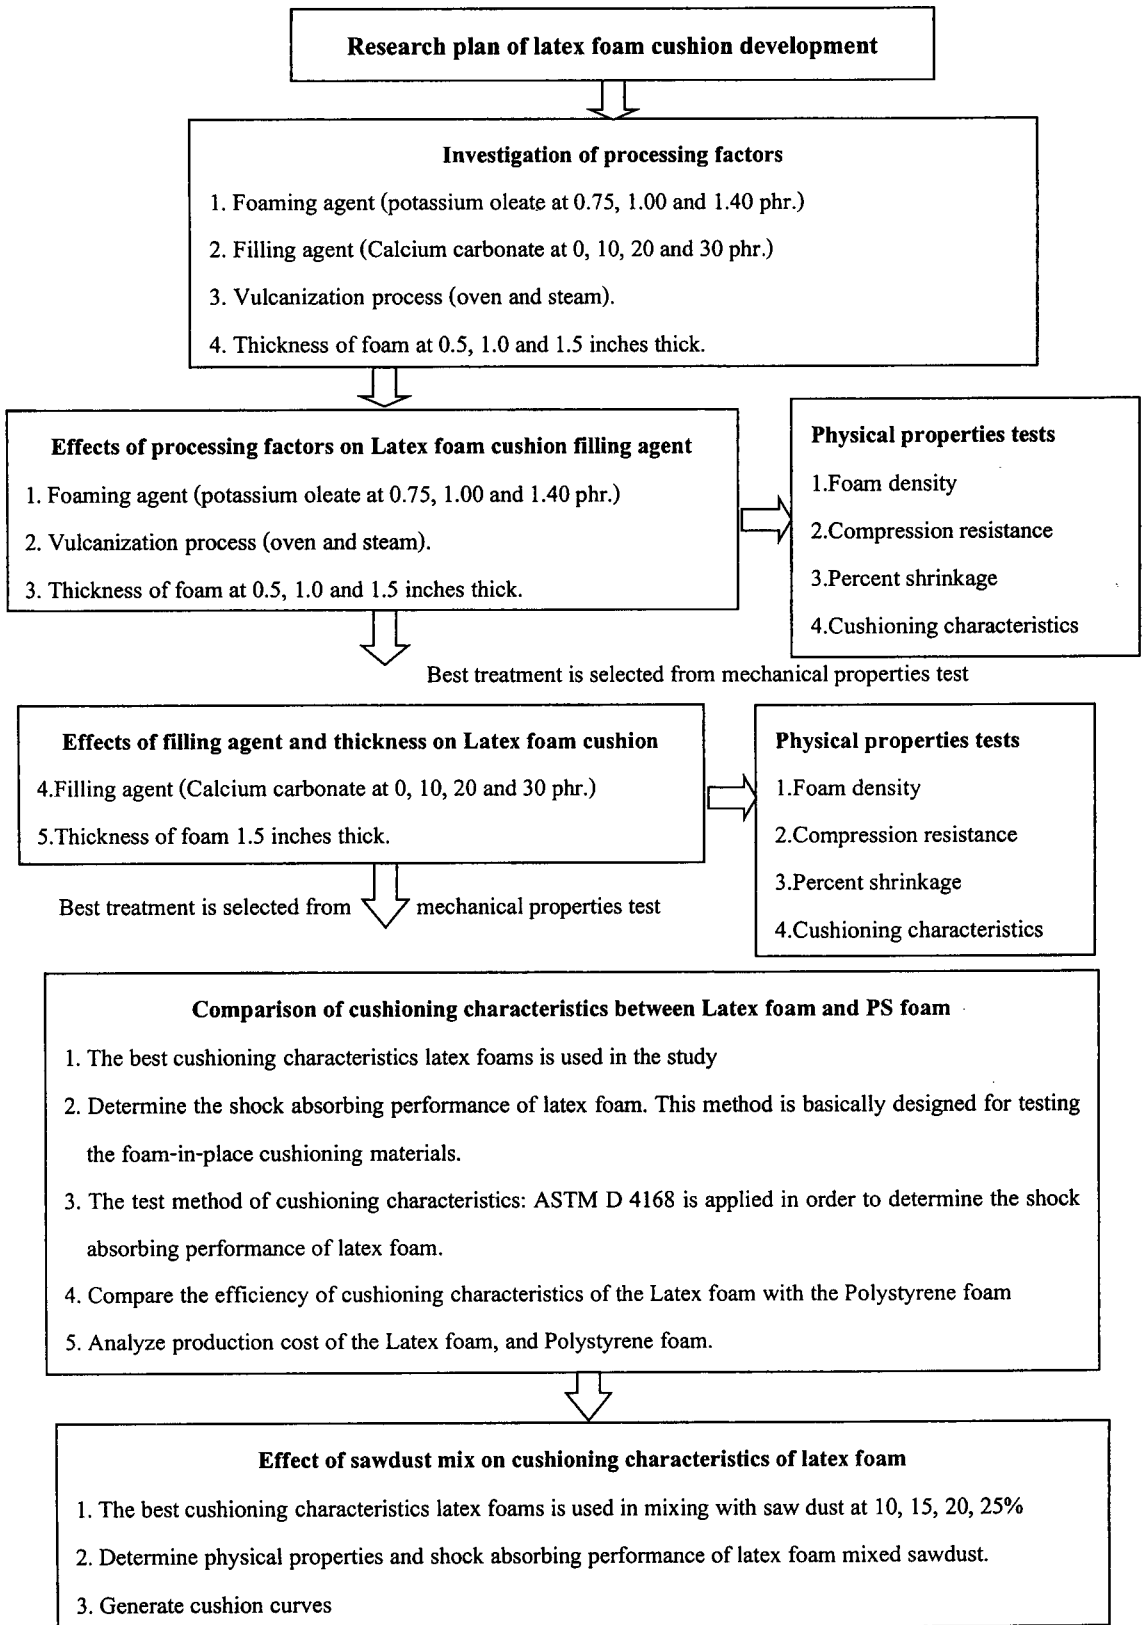 Research plan of latex foam cushion development
Investigation of processing factors
1. Foaming agent (potassium oleate at 0.75, 1.00 and 1.40 phr.)
2. Filling agent (Calcium carbonate at 0, 10, 20 and 30 phr.)
3. Vulcanization process (oven and steam).
4. Thickness of foam at 0.5, 1.0 and 1.5 inches thick.
Effects of processing factors on Latex foam cushion filling agent
1. Foaming agent (potassium oleate at 0.75, 1.00 and 1.40 phr.)
2. Vulcanization process (oven and steam).
3. Thickness of foam at 0.5, 1.0 and 1.5 inches thick.
Physical properties tests
1.Foam density
2.Compression resistance
3.Percent shrinkage
4.Cushioning characteristics
Best treatment is selected from mechanical properties test
Effects of filling agent and thickness on Latex foam cushion
4.Filling agent (Calcium carbonate at 0, 10, 20 and 30 phr.)
5.Thickness of foam 1.5 inches thick.
Physical properties tests
1.Foam density
2.Compression resistance
3.Percent shrinkage
4.Cushioning characteristics
Best treatment is selected from mechanical properties test
Comparison of cushioning characteristics between Latex foam and PS foam
1. The best cushioning characteristics latex foams is used in the study
2. Determine the shock absorbing performance of latex foam. This method is basically designed for testing
the foam-in-place cushioning materials.
3. The test method of cushioning characteristics: ASTM D 4168 is applied in order to determine the shock
absorbing performance of latex foam.
4. Compare the efficiency of cushioning characteristics of the Latex foam with the Polystyrene foam
5. Analyze production cost of the Latex foam, and Polystyrene foam.
Effect of sawdust mix on cushioning characteristics of latex foam
1. The best cushioning characteristics latex foams is used in mixing with saw dust at 10, 15, 20, 25%
2. Determine physical properties and shock absorbing performance of latex foam mixed sawdust.
3. Generate cushion curves